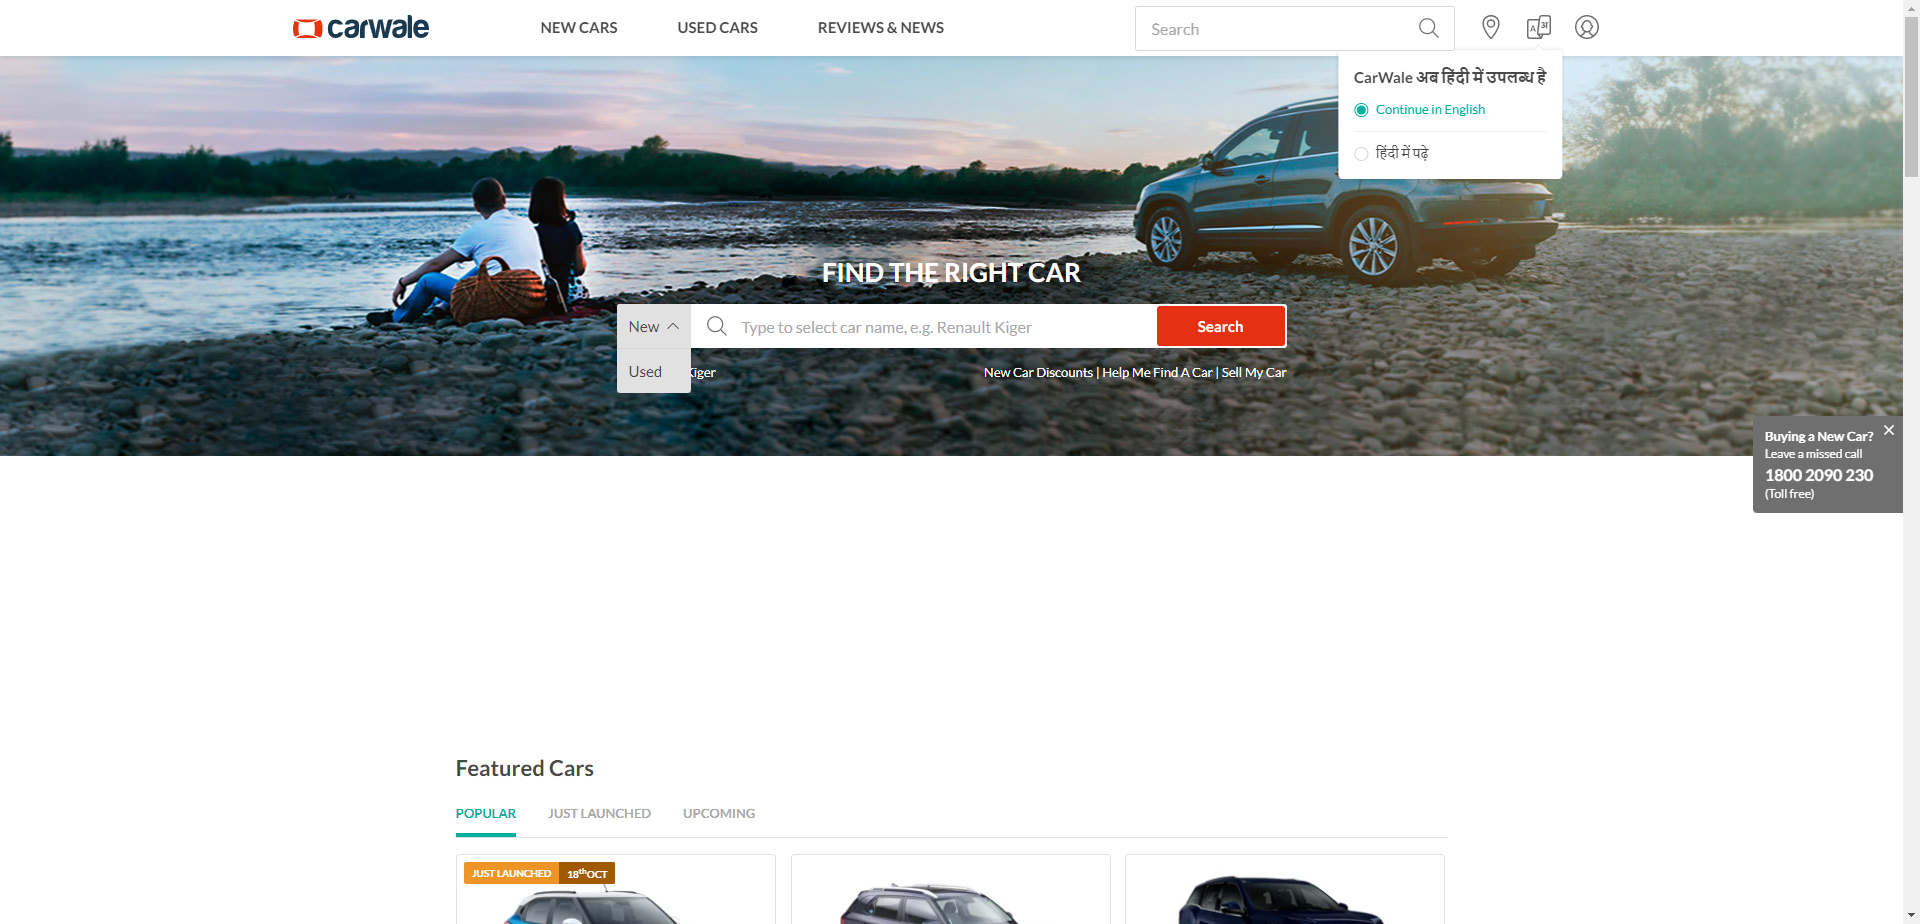 carwale
NEW CARS
USED CARS
REVIEWS & NEWS
Search
CarWale अब हिंदी में उपलब्ध है
Continue in English
हिंदी में पढ़े
FIND THE RIGHT CAR
New
Type to select car name, e.g. Renault Kiger
Search
Used
Kiger
New Car Discounts | Help Me Find A Car | Sell My Car
Buying a New Car?
Leave a missed call
1800 2090 230
(Toll free)
Featured Cars
POPULAR
JUST LAUNCHED
UPCOMING
JUST LAUNCHED 18th OCT